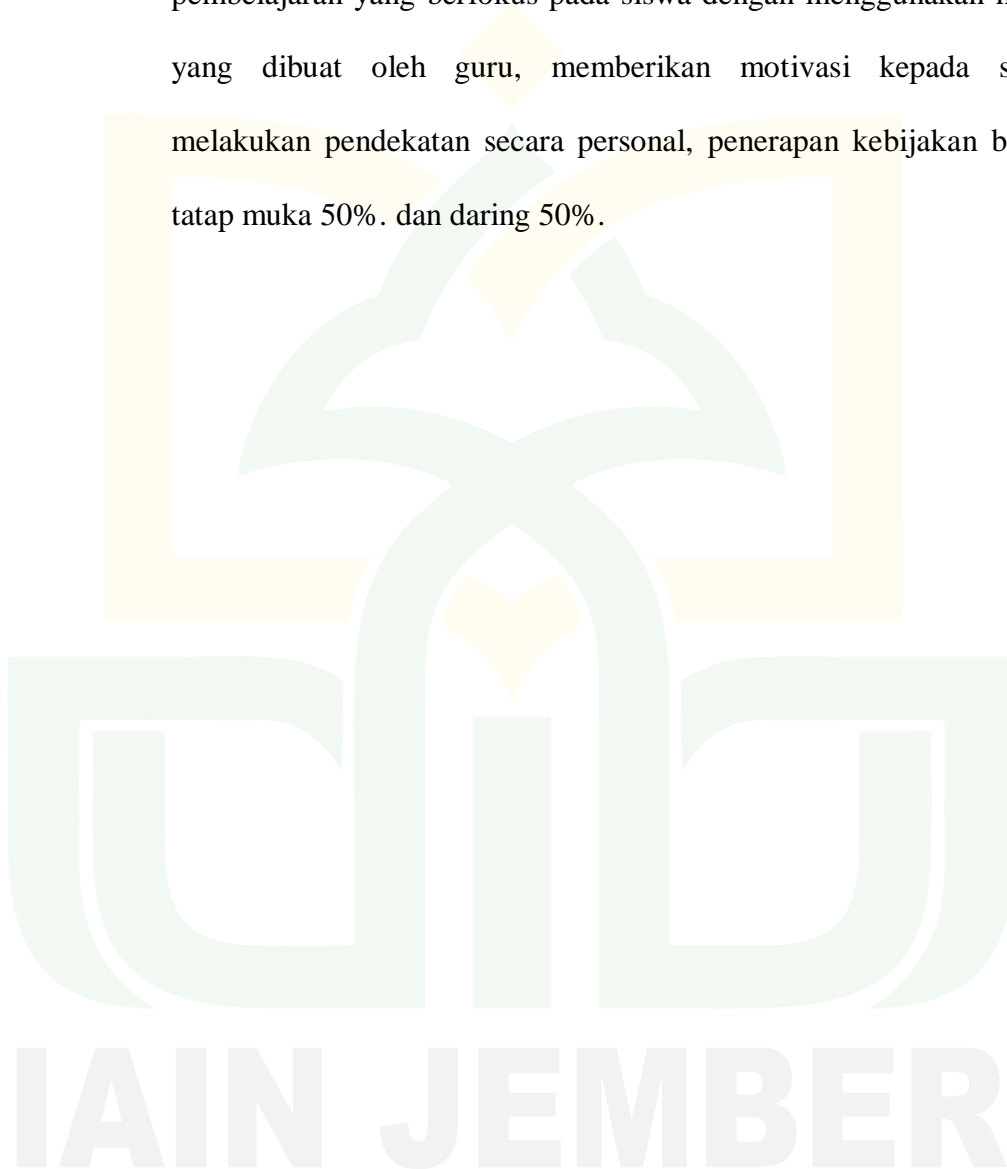 pembelajaran yang berfokus pada siswa dengan menggunakan
yang dibuat oleh guru, memberikan motivasi kepada
melakukan pendekatan secara personal, penerapan kebijakan
tatap muka 50%. dan daring 50%.
IAIN JEMBER